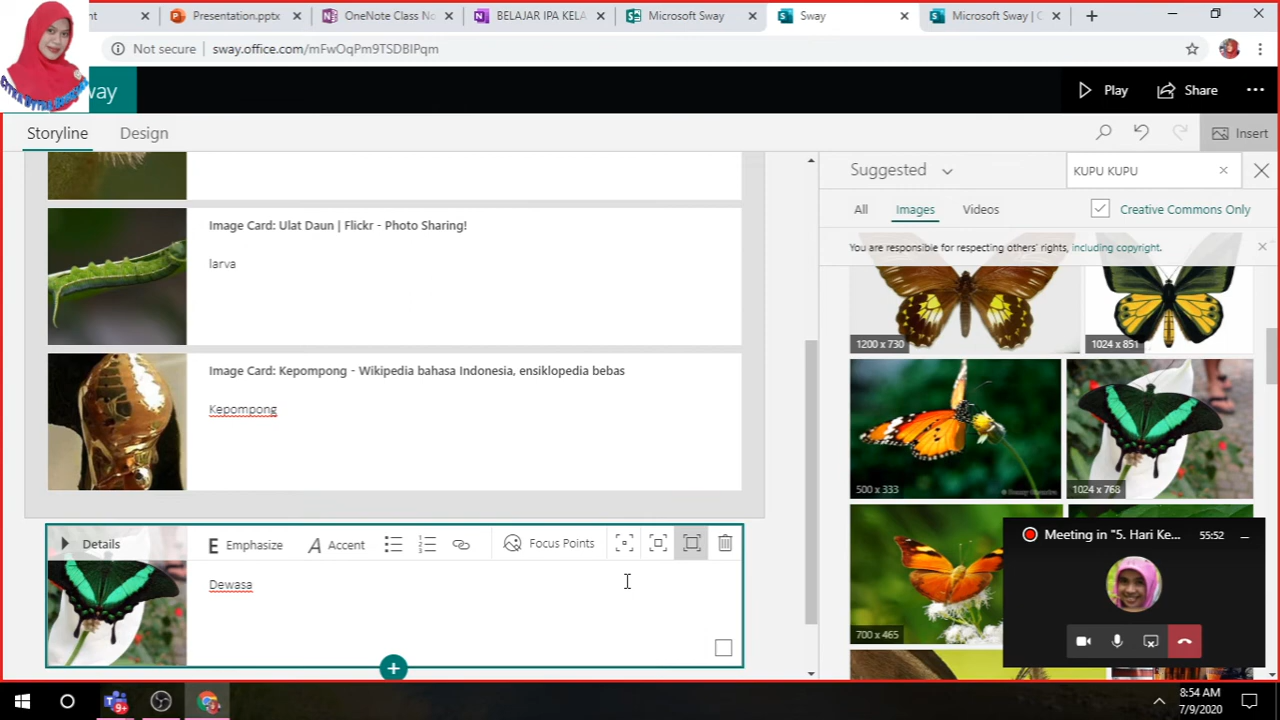 nt
Presentation.pptx
OneNote Class No
BELAJAR IPA KELA
Microsoft Sway
Sway
Microsoft Sway | C
Not secure
sway.office.com/mFwOqPm9TSDBIPqm
way
Play
Share
Storyline
Design
Insert
Suggested
KUPU KUPU
All
Images
Videos
Creative Commons Only
You are responsible for respecting others' rights, including copyright.
Image Card: Ulat Daun | Flickr - Photo Sharing!
larva
1200 x 730
1024 x 851
Image Card: Kepompong - Wikipedia bahasa Indonesia, ensiklopedia bebas
Kepompong
500 x 333
1024 x 768
Details
E Emphasize
A Accent
Focus Points
Dewasa
Meeting in "5. Hari Ke...
55:52
700 x 465
9+
8:54 AM
7/9/2020